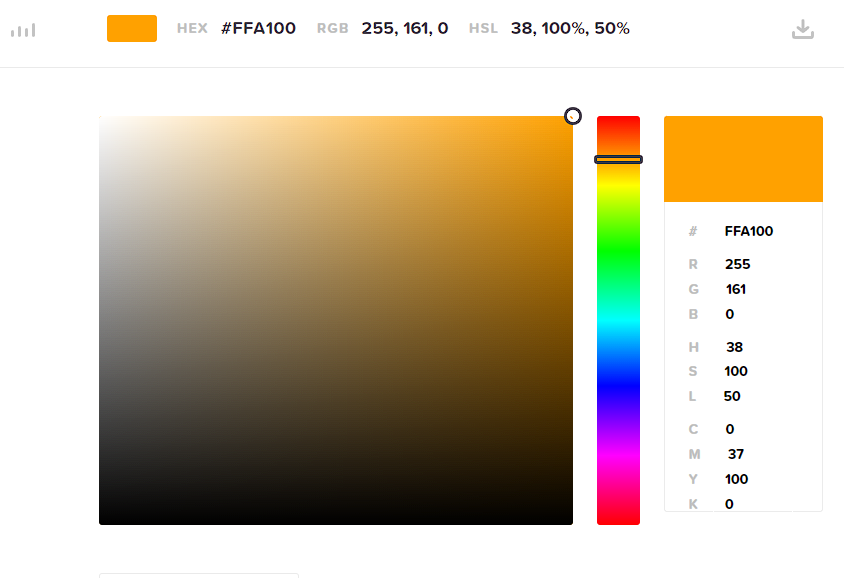 HEX #FFA100 RGB 255, 161, 0 HSL 38, 100%, 50%
# FFA100
R 255
G 161
B 0
H 38
S 100
L 50
C 0
M 37
Y 100
K 0